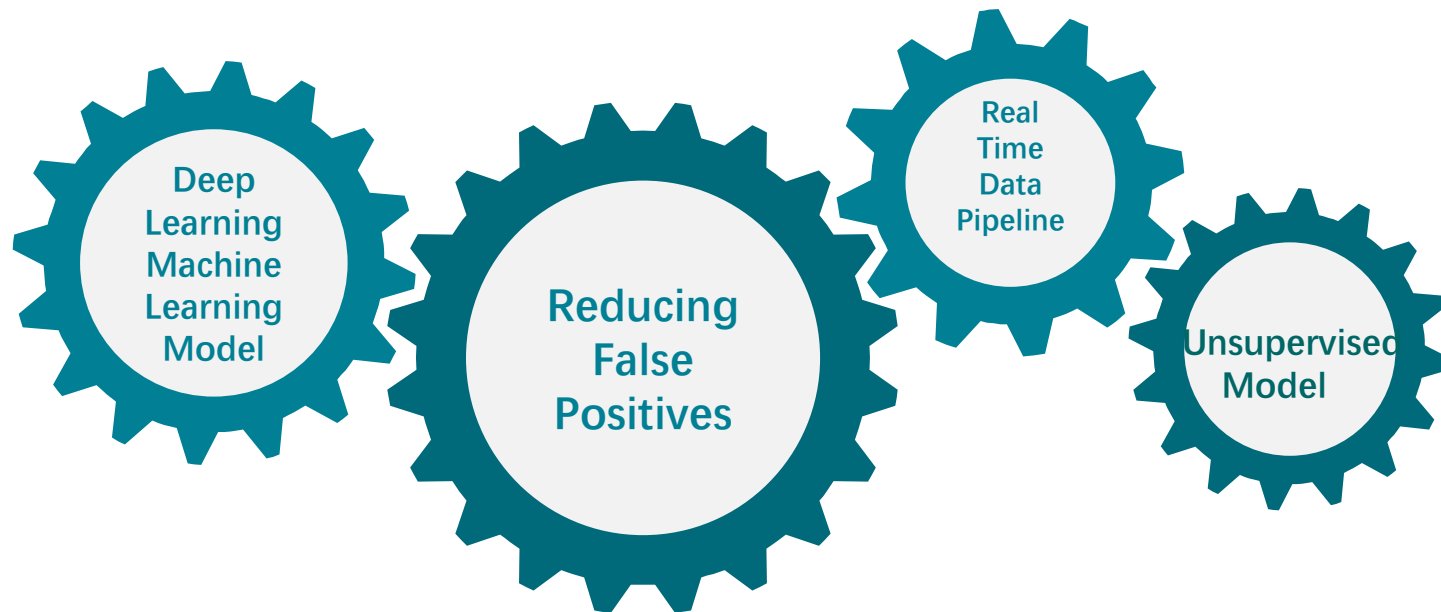 Deep
Learning
Machine
Learning
Model
Reducing
False
Positives
Real
Time
Data
Pipeline
Unsupervised
Model